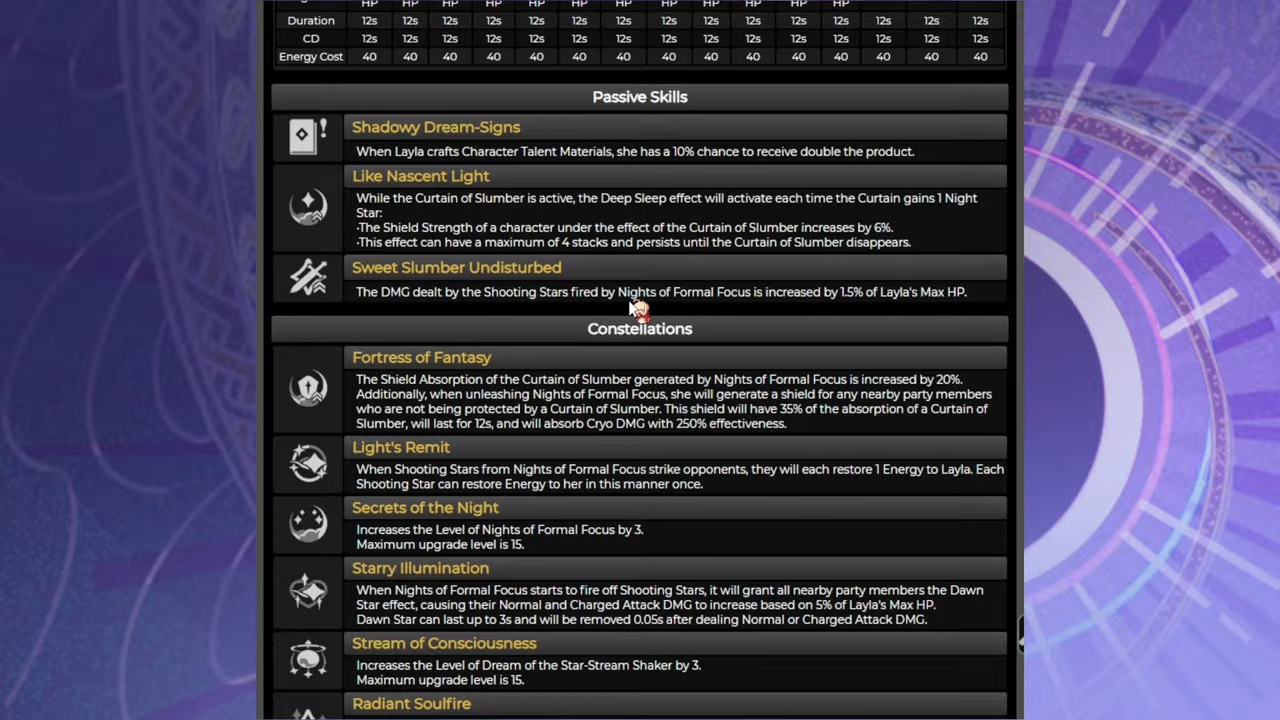 HP HP HP HP HP HP HP HP HP HP HP HP
Duration 12s 12s 12s 12s 12s 12s 12s 12s 12s 12s 12s 12s 12s 12s
CD 12s 12s 12s 12s 12s 12s 12s 12s 12s 12s 12s 12s 12s 12s
Energy Cost 40 40 40 40 40 40 40 40 40 40 40 40 40 40
Passive Skills
Shadowy Dream-Signs
When Layla crafts Character Talent Materials, she has a 10% chance to receive double the product.
Like Nascent Light
While the Curtain of Slumber is active, the Deep Sleep effect will activate each time the Curtain gains 1 Night
Star:
·The Shield Strength of a character under the effect of the Curtain of Slumber increases by 6%.
·This effect can have a maximum of 4 stacks and persists until the Curtain of Slumber disappears.
Sweet Slumber Undisturbed
The DMG dealt by the Shooting Stars fired by Nights of Formal Focus is increased by 1.5% of Layla's Max HP.
Constellations
Fortress of Fantasy
The Shield Absorption of the Curtain of Slumber generated by Nights of Formal Focus is increased by 20%.
Additionally, when unleashing Nights of Formal Focus, she will generate a shield for any nearby party members
who are not being protected by a Curtain of Slumber. This shield will have 35% of the absorption of a Curtain of
Slumber, will last for 12s, and will absorb Cryo DMG with 250% effectiveness.
Light's Remit
When Shooting Stars from Nights of Formal Focus strike opponents, they will each restore 1 Energy to Layla. Each
Shooting Star can restore Energy to her in this manner once.
Secrets of the Night
Increases the Level of Nights of Formal Focus by 3.
Maximum upgrade level is 15.
Starry Illumination
When Nights of Formal Focus starts to fire off Shooting Stars, it will grant all nearby party members the Dawn
Star effect, causing their Normal and Charged Attack DMG to increase based on 5% of Layla's Max HP.
Dawn Star can last up to 3s and will be removed 0.05s after dealing Normal or Charged Attack DMG.
Stream of Consciousness
Increases the Level of Dream of the Star-Stream Shaker by 3.
Maximum upgrade level is 15.
Radiant Soulfire